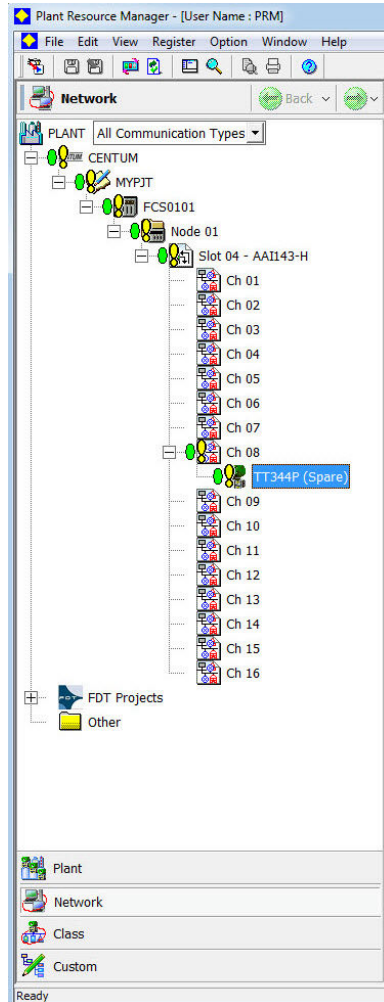 Plant Resource Manager - [User Name : PRM]
File Edit View Register Option Window Help
Network Back
PLANT All Communication Types
CENTUM
MYPJT
FCS0101
Node 01
Slot 04 - AAI143-H
Ch 01
Ch 02
Ch 03
Ch 04
Ch 05
Ch 06
Ch 07
Ch 08
TT344P (Spare)
Ch 09
Ch 10
Ch 11
Ch 12
Ch 13
Ch 14
Ch 15
Ch 16
FDT Projects
Other
Plant
Network
Class
Custom
Ready